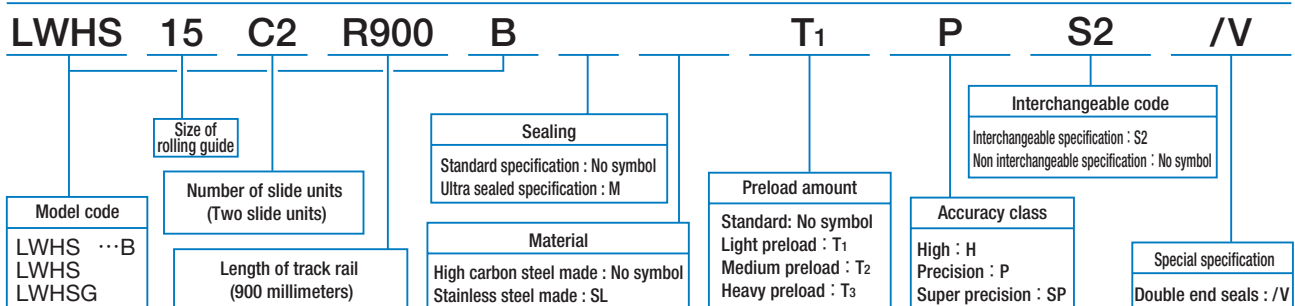 LWHS 15 C2 R900 B T1 P S2 /V
Size of
rolling guide
Number of slide units
(Two slide units)
Model code
LWHS …B
LWHS
LWHSG
Length of track rail
(900 millimeters)
Sealing
Standard specification : No symbol
Ultra sealed specification : M
Material
High carbon steel made : No symbol
Stainless steel made : SL
Preload amount
Standard: No symbol
Light preload : T1
Medium preload : T2
Heavy preload : T3
Interchangeable code
Interchangeable specification : S2
Non interchangeable specification : No symbol
Accuracy class
High : H
Precision : P
Super precision : SP
Special specification
Double end seals : /V